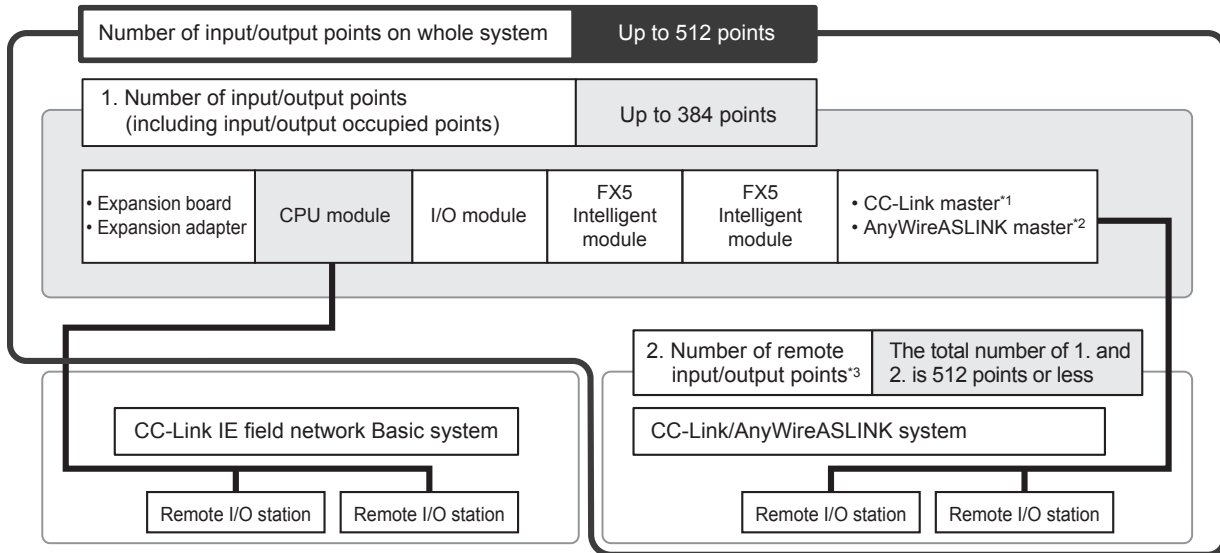 Number of input/output points on whole system
Up to 512 points
1. Number of input/output points
(including input/output occupied points)
Up to 384 points
• Expansion board
• Expansion adapter
CPU module
I/O module
FX5
Intelligent
module
FX5
Intelligent
module
• CC-Link master*1
• AnyWireASLINK master*2
2. Number of remote
input/output points*3
The total number of 1. and
2. is 512 points or less
CC-Link IE field network Basic system
CC-Link/AnyWireASLINK system
Remote I/O station
Remote I/O station
Remote I/O station
Remote I/O station